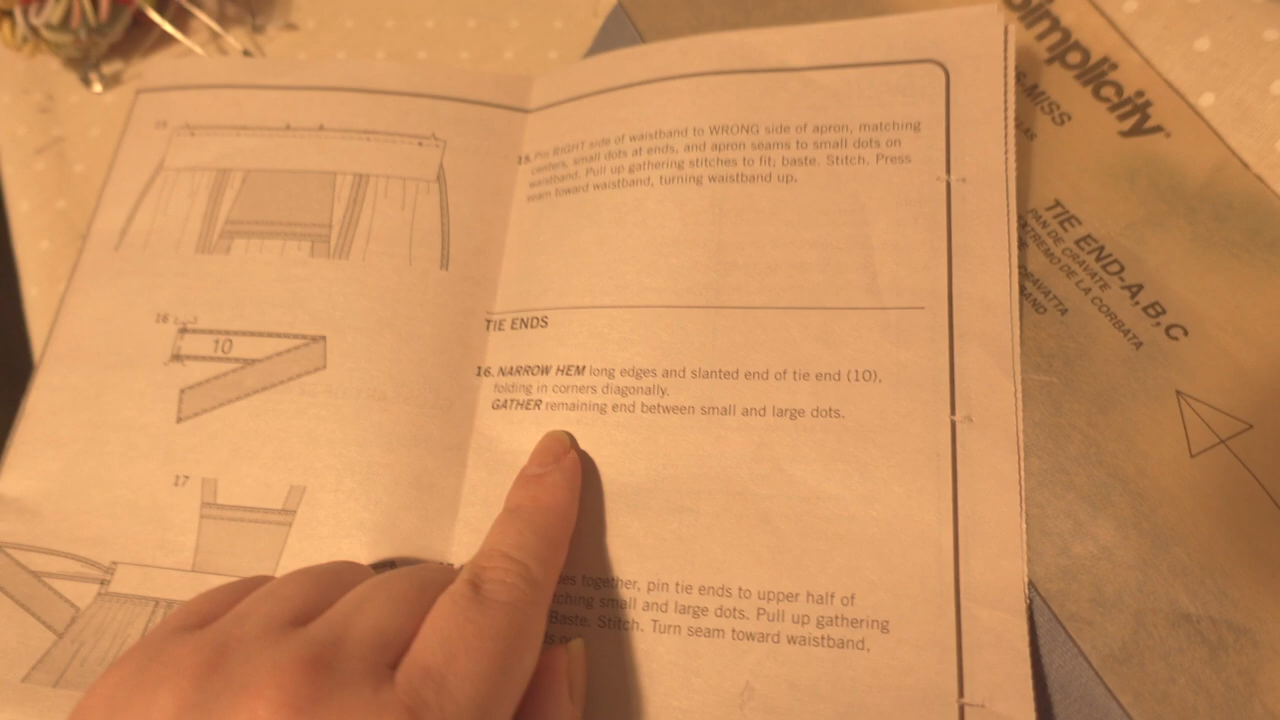 15
15. Pin RIGHT side of waistband to WRONG side of apron, matching
centers, small dots at ends, and apron seams to small dots on
waistband. Pull up gathering stitches to fit; baste. Stitch. Press
seam toward waistband, turning waistband up.
16
10
TIE ENDS
16. NARROW HEM long edges and slanted end of tie end (10),
folding in corners diagonally.
GATHER remaining end between small and large dots.
17
together, pin tie ends to upper half of
small and large dots. Pull up gathering
Baste. Stitch. Turn seam toward waistband,
Simplicity
MISS
TIE END-A,B,C
PAN DE CRAVATE
EXTREMO DE LA CORBATA